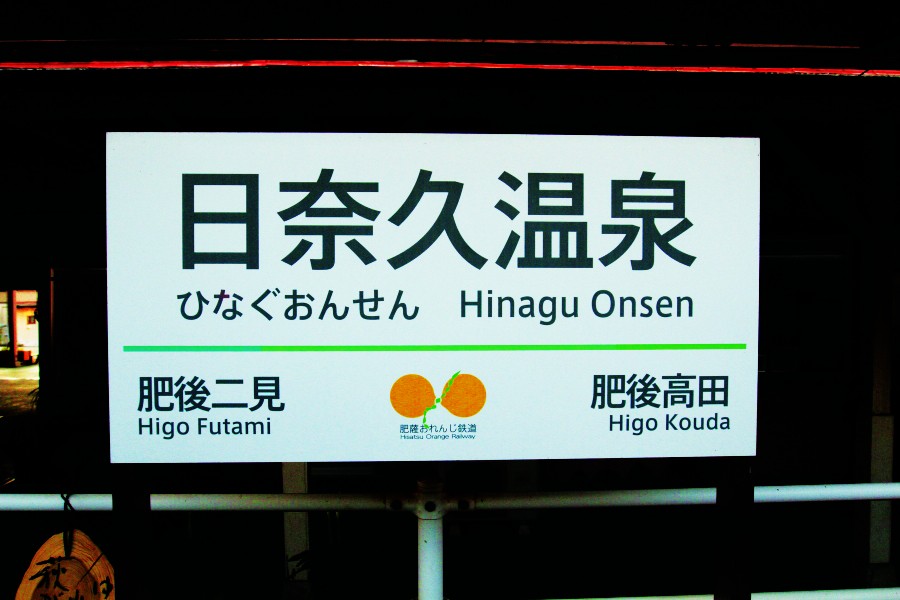 日奈久温泉
ひなぐおんせん Hinagu Onsen
肥後二見
Higo Futami
肥薩おれんじ鉄道
Hisatsu Orange Railway
肥後高田
Higo Kouda
萩